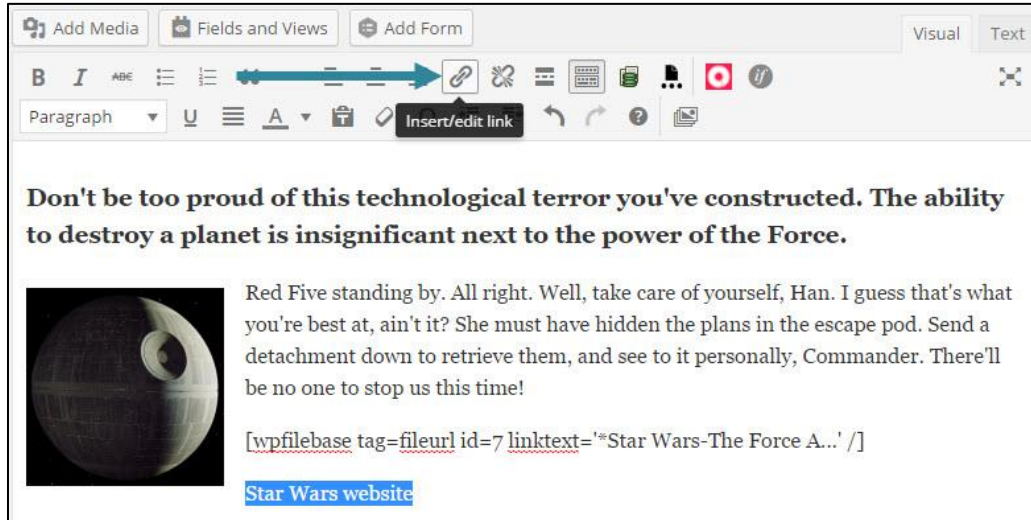 Add Media Fields and Views Add Form Visual Text
B I ABE if
Paragraph U A Insert/edit link
Don't be too proud of this technological terror you've constructed. The ability
to destroy a planet is insignificant next to the power of the Force.
Red Five standing by. All right. Well, take care of yourself, Han. I guess that's what
you're best at, ain't it? She must have hidden the plans in the escape pod. Send a
detachment down to retrieve them, and see to it personally, Commander. There'll
be no one to stop us this time!
[wpfilebase tag=fileurl id=7 linktext='*Star Wars-The Force A...' /]
Star Wars website